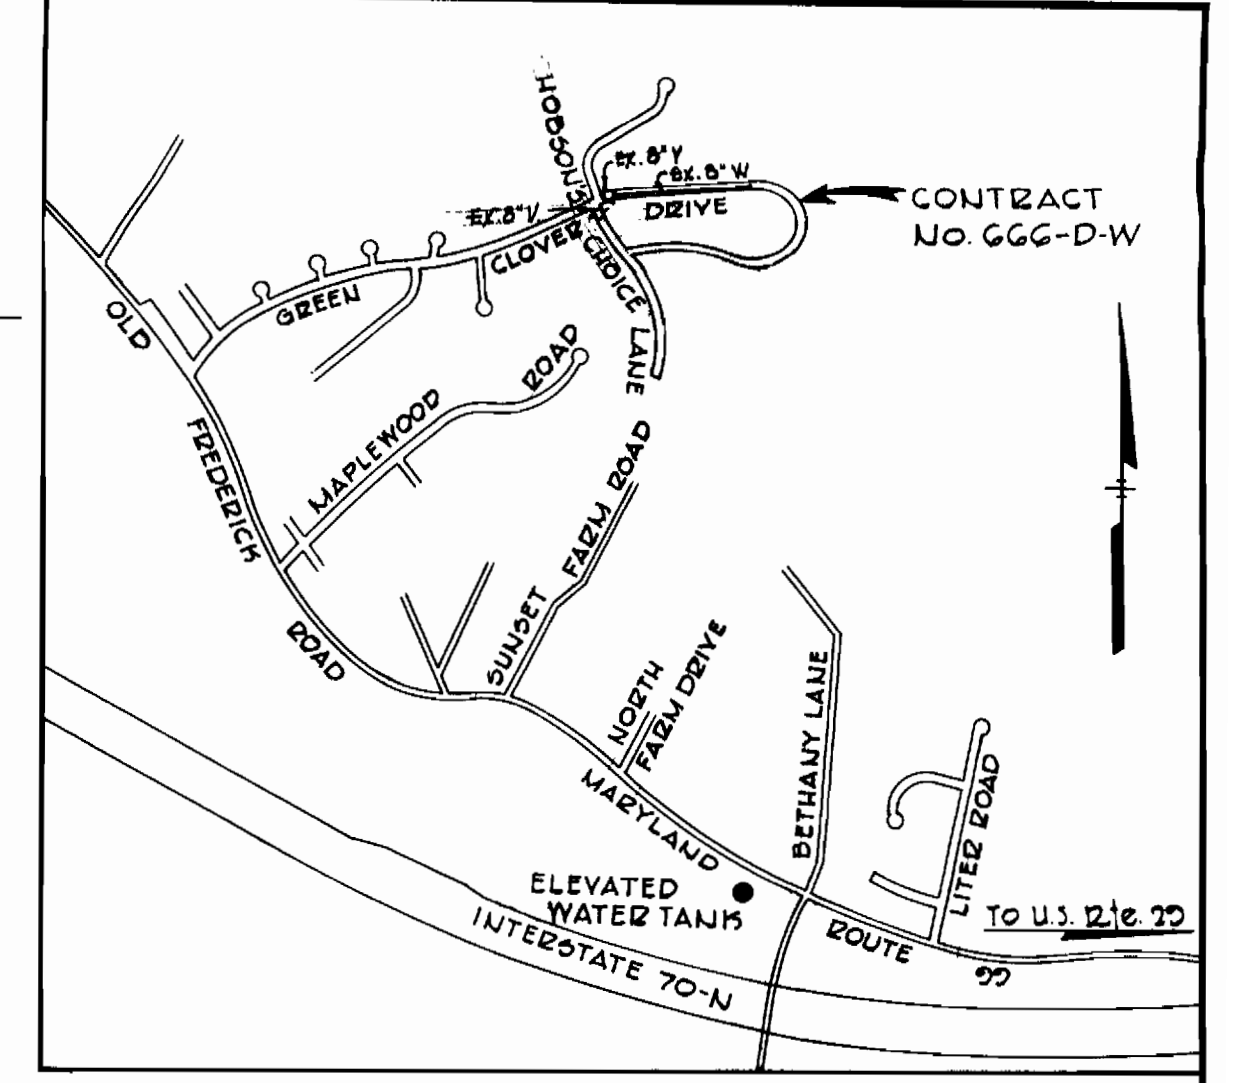 HOBSON'S
EX. 8" V
EX. 8" W
EX. 8" V
DRIVE
CONTRACT
NO. 666-D-W
CLOVER
CHOICE LANE
GREEN
OLD
FREDERICK
ROAD
MAPLEWOOD ROAD
SUNSET FARM ROAD
NORTH
FARM DRIVE
BETHANY LANE
LITER ROAD
MARYLAND
ROUTE
99
ELEVATED
WATER TANK
INTERSTATE 70-N
TO U.S. Rte. 29